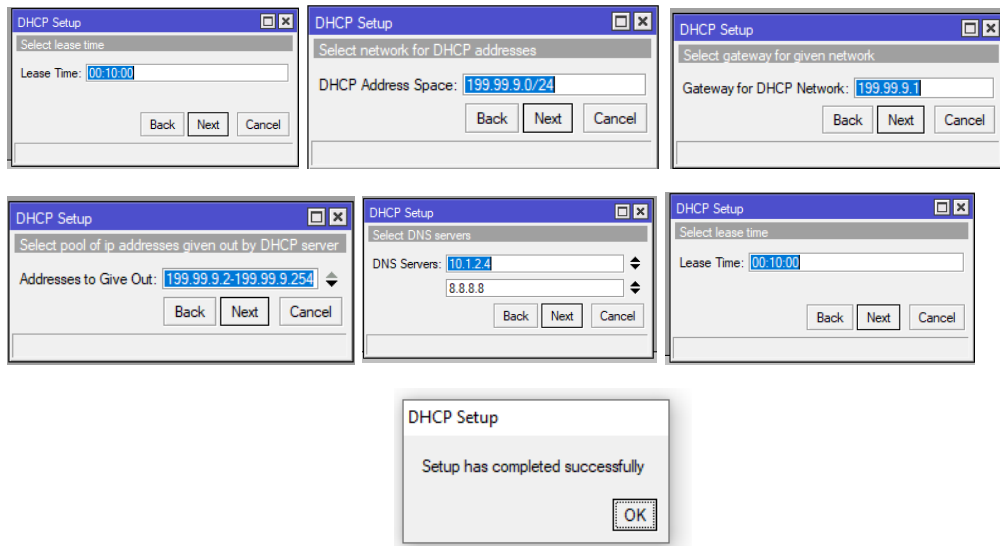 DHCP Setup
Select lease time
Lease Time: 00:10:00
Back Next Cancel
DHCP Setup
Select network for DHCP addresses
DHCP Address Space: 199.99.9.0/24
Back Next Cancel
DHCP Setup
Select gateway for given network
Gateway for DHCP Network: 199.99.9.1
Back Next Cancel
DHCP Setup
Select pool of ip addresses given out by DHCP server
Addresses to Give Out: 199.99.9.2-199.99.9.254
Back Next Cancel
DHCP Setup
Select DNS servers
DNS Servers: 10.1.2.4
8.8.8.8
Back Next Cancel
DHCP Setup
Select lease time
Lease Time: 00:10:00
Back Next Cancel
DHCP Setup
Setup has completed successfully
OK